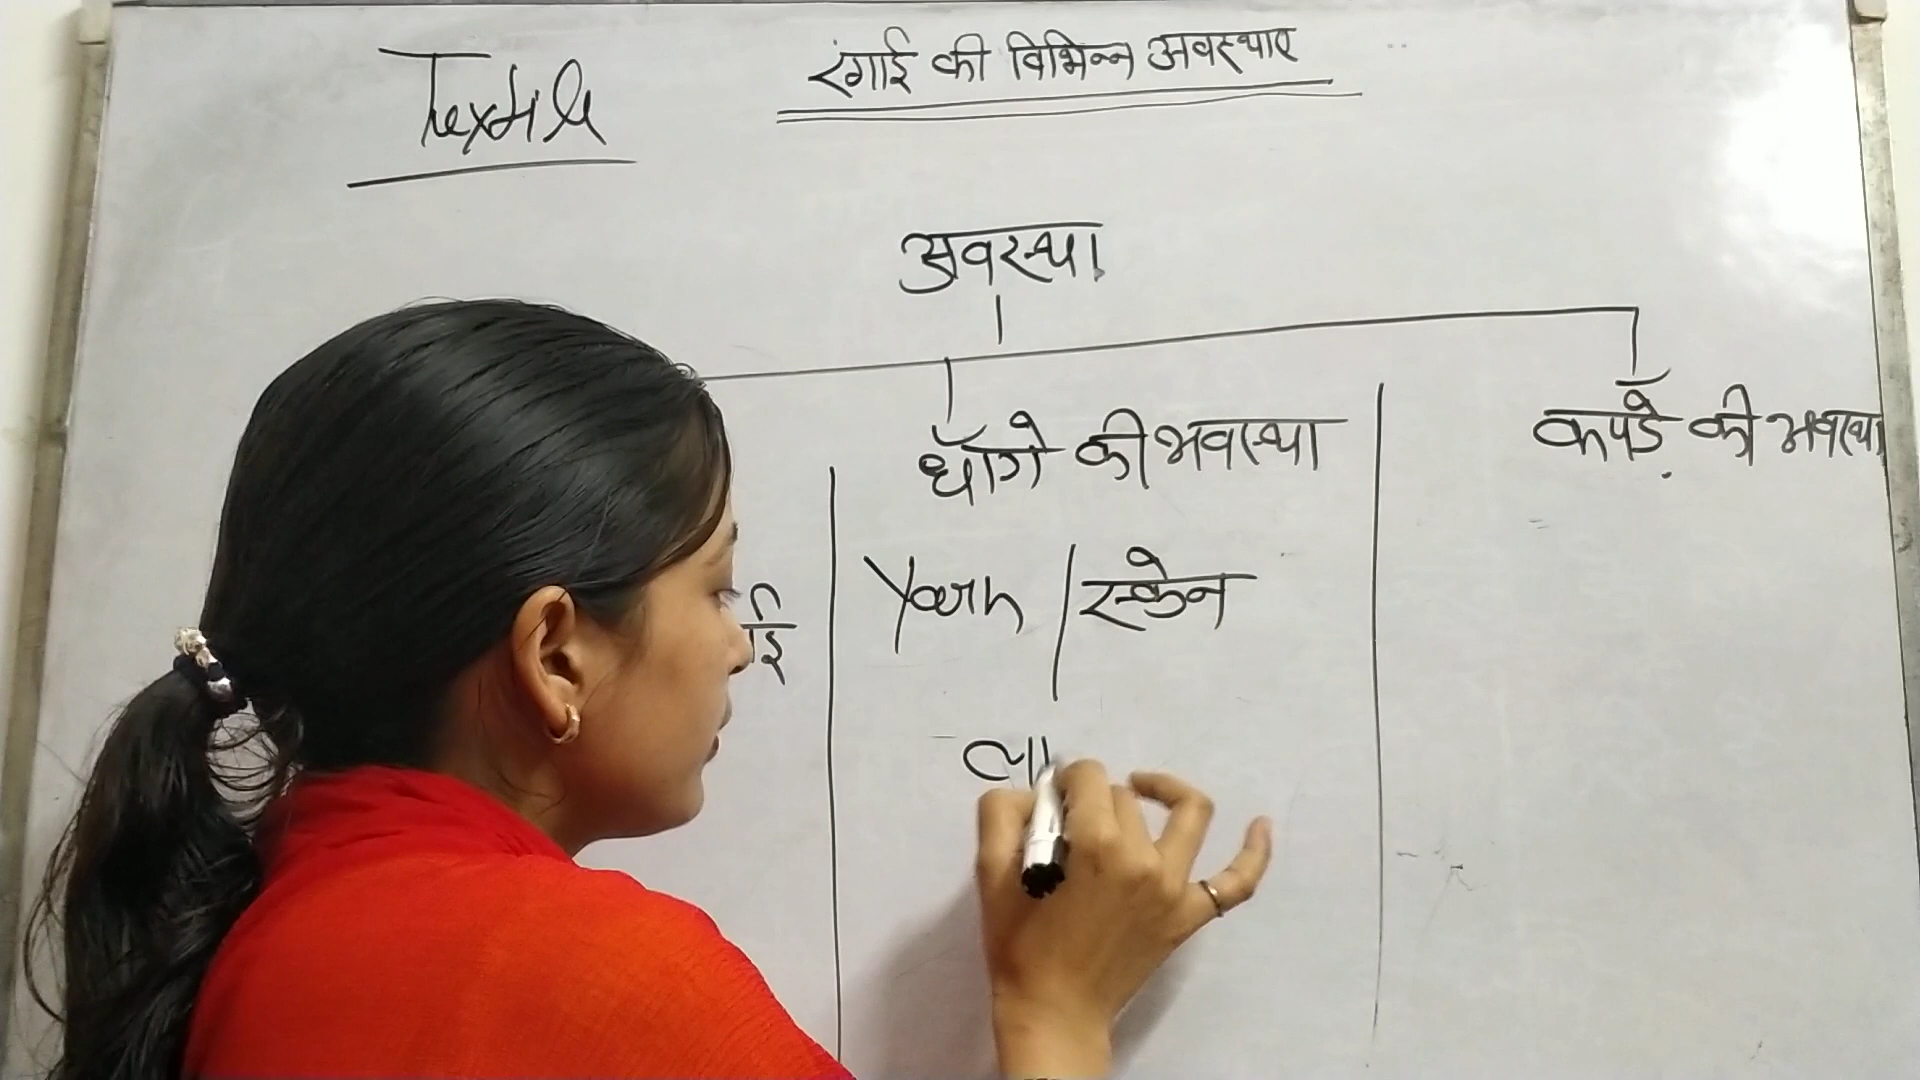 Textile
रंगाई की विभिन्न अवस्थाए
अवस्था
धॉगे की अवस्था
कपडे़ की अवस्था
Yarn / स्केन
र्ई
ला